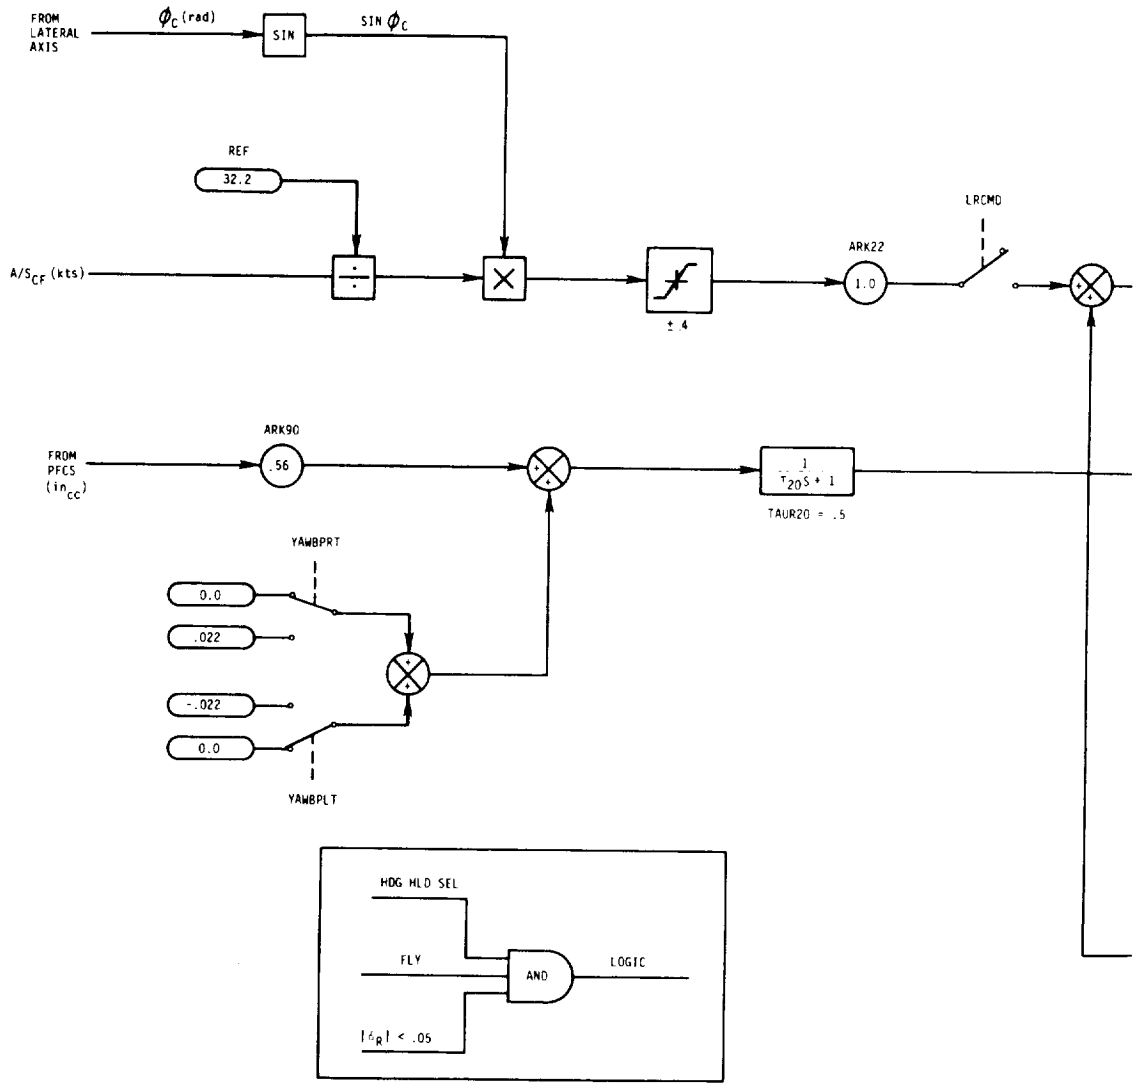 FROM
LATERAL
AXIS
ϕC (rad)
SIN
SIN ϕC
REF
32.2
LRCMD
A/SCF (kts)
÷
×
± .4
ARK22
1.0
+
+
FROM
PFCS
(incc)
ARK90
.56
+
+
1
T20S + 1
TAUR20 = .5
YAWBPRT
0.0
.022
+
+
-.022
0.0
YAWBPLT
HDG HLD SEL
FLY
AND
LOGIC
|δR| < .05